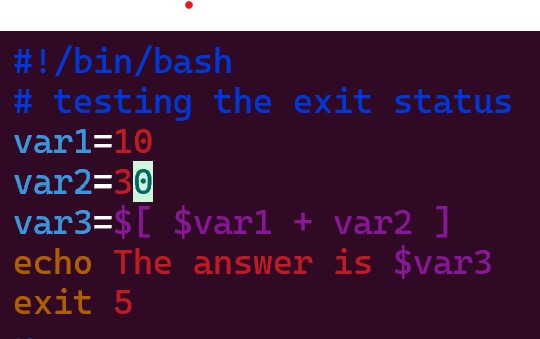 #!/bin/bash
# testing the exit status
var1=10
var2=30
var3=$[ $var1 + var2 ]
echo The answer is $var3
exit 5